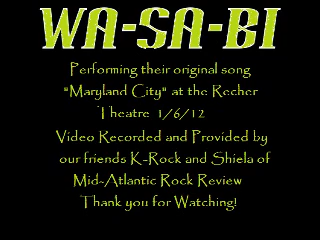 WA-SA-BI
Performing their original song
"Maryland City" at the Recher
Theatre 1/6/12
Video Recorded and Provided by
our friends K-Rock and Shiela of
Mid-Atlantic Rock Review
Thank you for Watching!